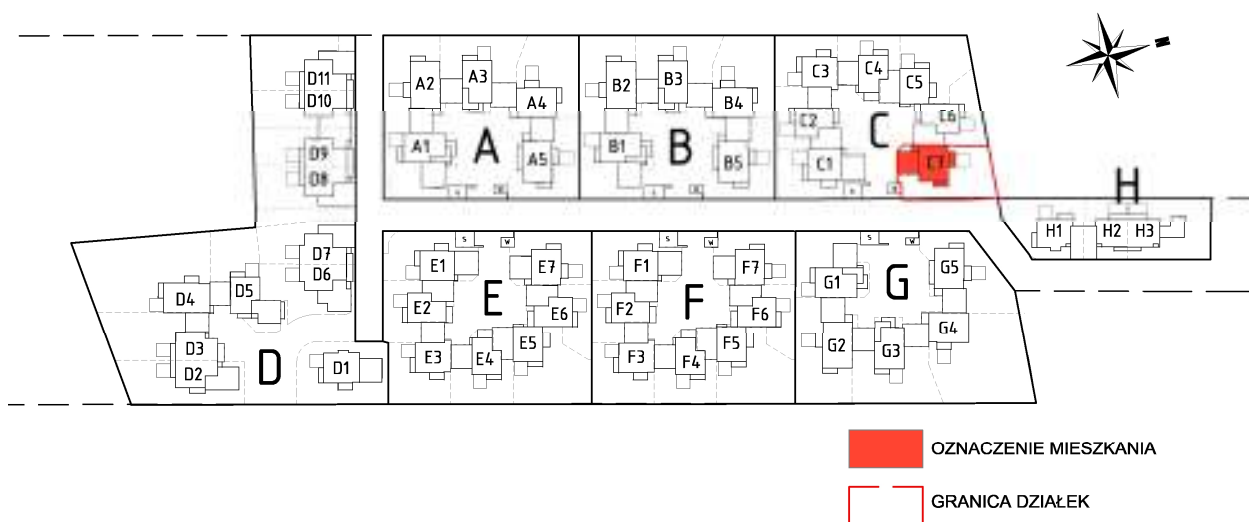 N
D11
D10
D9
D8
D7
D6
D5
D4
D3
D2
D1
D
A2
A3
A4
A1
A5
A
B2
B3
B4
B1
B5
B
C3
C4
C5
C2
C6
C1
C7
C
H
H1 H2 H3
S
W
E1
E7
E2
E6
E3
E4
E5
E
S
W
F1
F7
F2
F6
F3
F4
F5
F
G1
G5
G2
G3
G4
G
OZNACZENIE MIESZKANIA
GRANICA DZIAŁEK